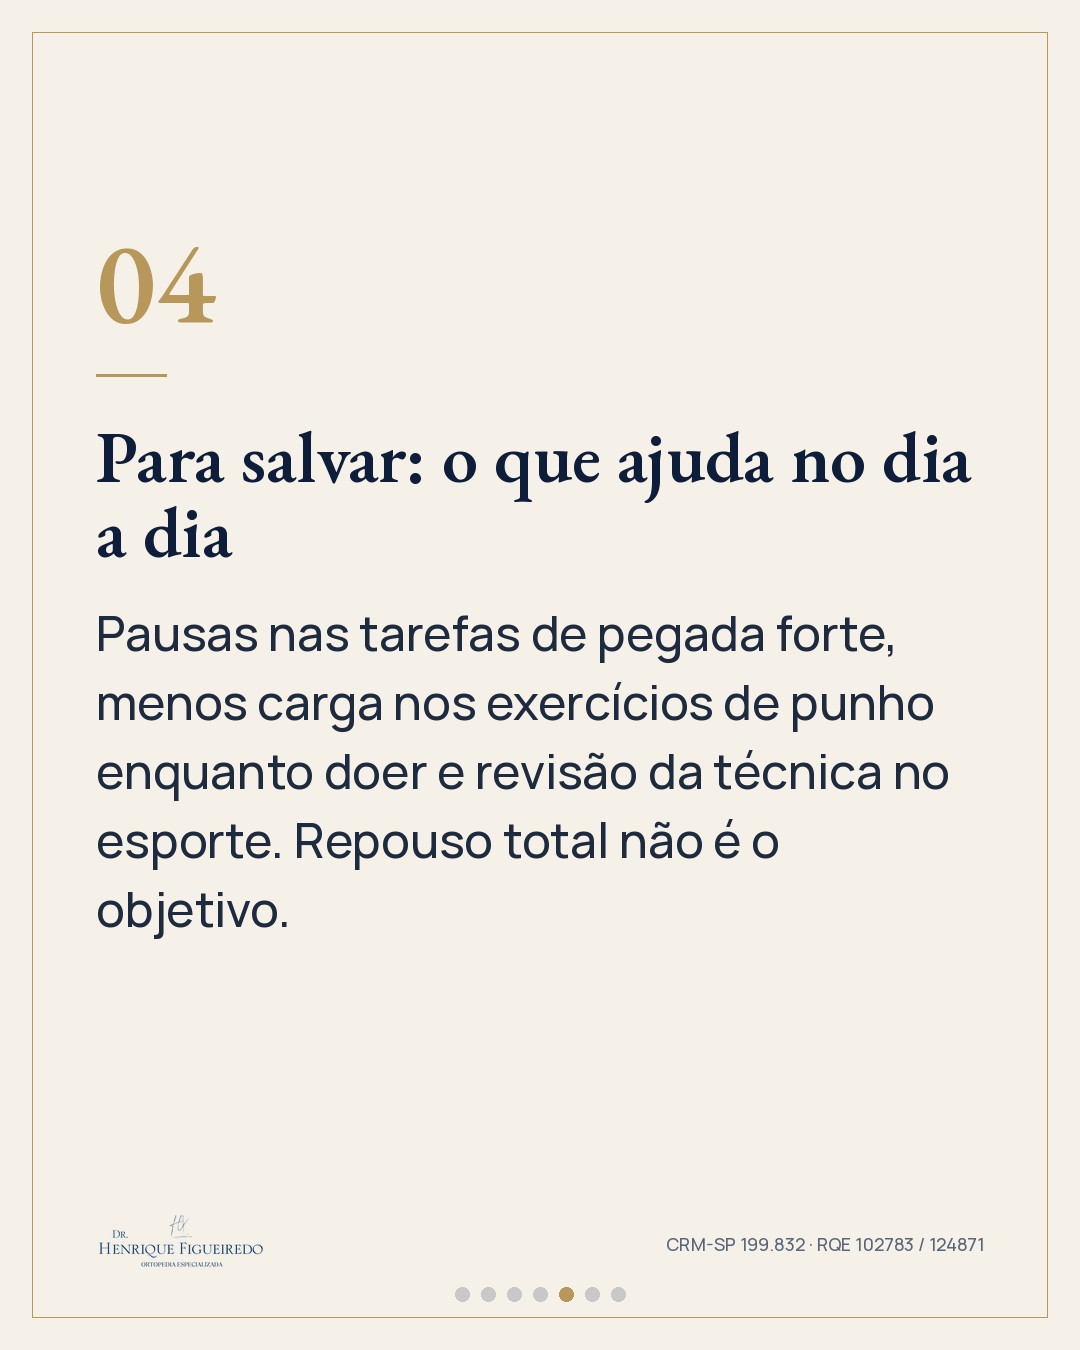 04
Para salvar: o que ajuda no dia
a dia
Pausas nas tarefas de pegada forte,
menos carga nos exercícios de punho
enquanto doer e revisão da técnica no
esporte. Repouso total não é o
objetivo.
DR.
HENRIQUE FIGUEIREDO
ORTOPEDIA ESPECIALIZADA
CRM-SP 199.832 · RQE 102783 / 124871